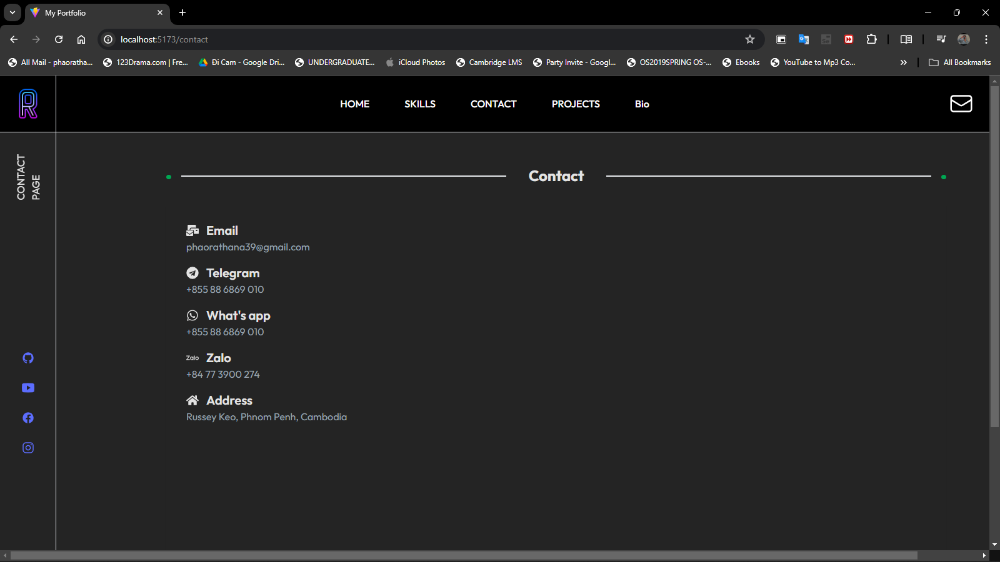 My Portfolio
localhost:5173/contact
All Mail - phaoratha...
123Drama.com | Fre...
Đi Cam - Google Dri...
UNDERGRADUATE...
iCloud Photos
Cambridge LMS
Party Invite - Googl...
OS2019SPRING OS-...
Ebooks
YouTube to Mp3 Co...
All Bookmarks
R
HOME
SKILLS
CONTACT
PROJECTS
Bio
CONTACT
PAGE
Contact
Email
phaorathana39@gmail.com
Telegram
+855 88 6869 010
What's app
+855 88 6869 010
Zalo Zalo
+84 77 3900 274
Address
Russey Keo, Phnom Penh, Cambodia